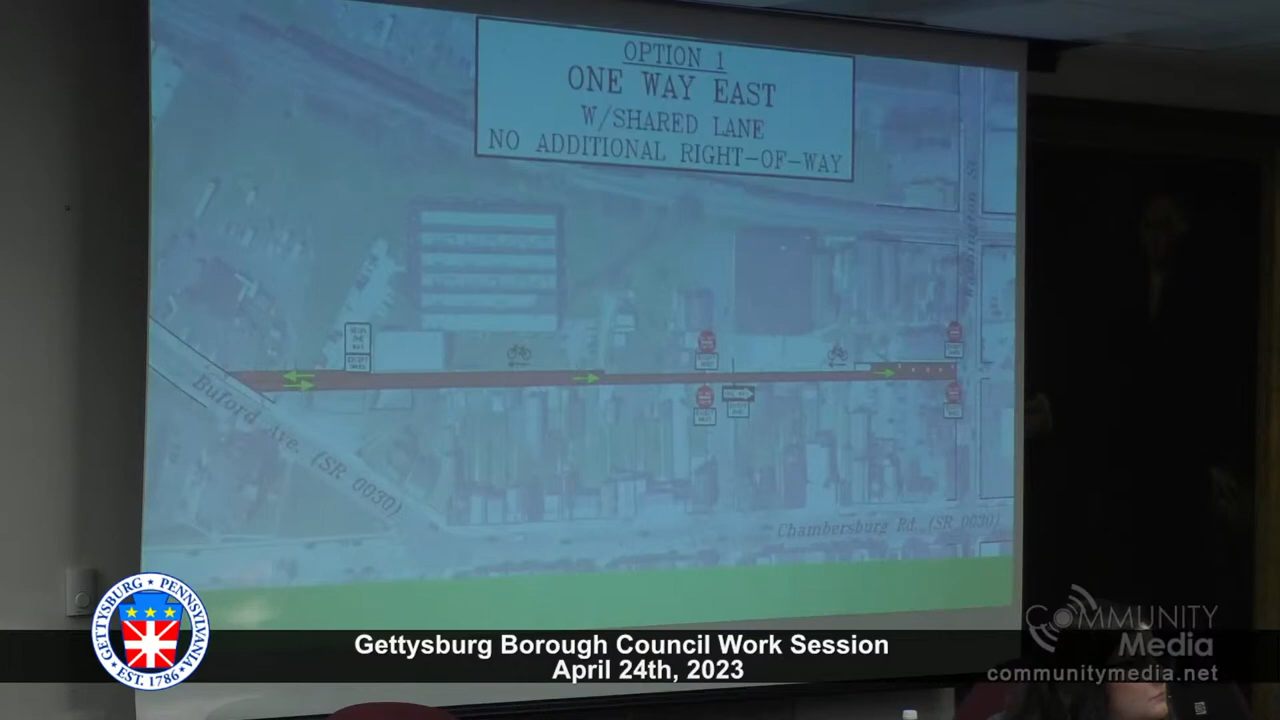 OPTION 1
ONE WAY EAST
W/SHARED LANE
NO ADDITIONAL RIGHT-OF-WAY
Washington St
Buford Ave. (SR 0030)
Chambersburg Rd. (SR 0030)
GETTYSBURG ★ PENNSYLVANIA
★ EST. 1786 ★
Gettysburg Borough Council Work Session
April 24th, 2023
COMMUNITY
Media
communitymedia.net